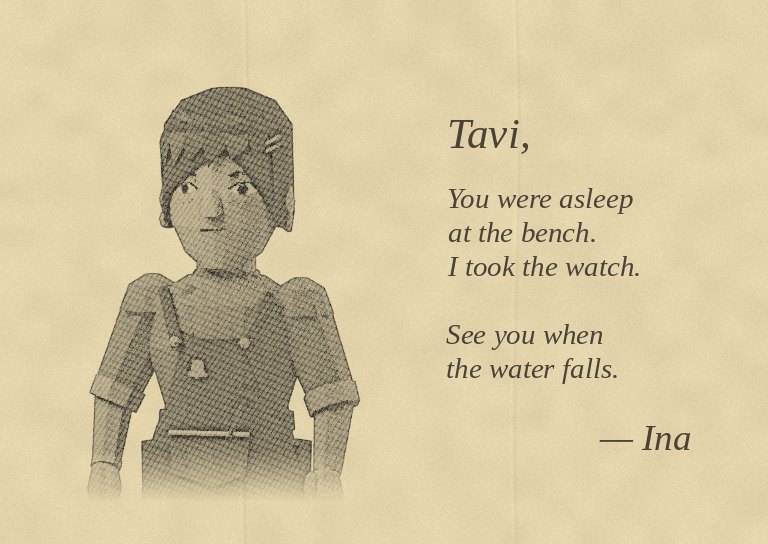 Tavi,
You were asleep
at the bench.
I took the watch.
See you when
the water falls.
— Ina